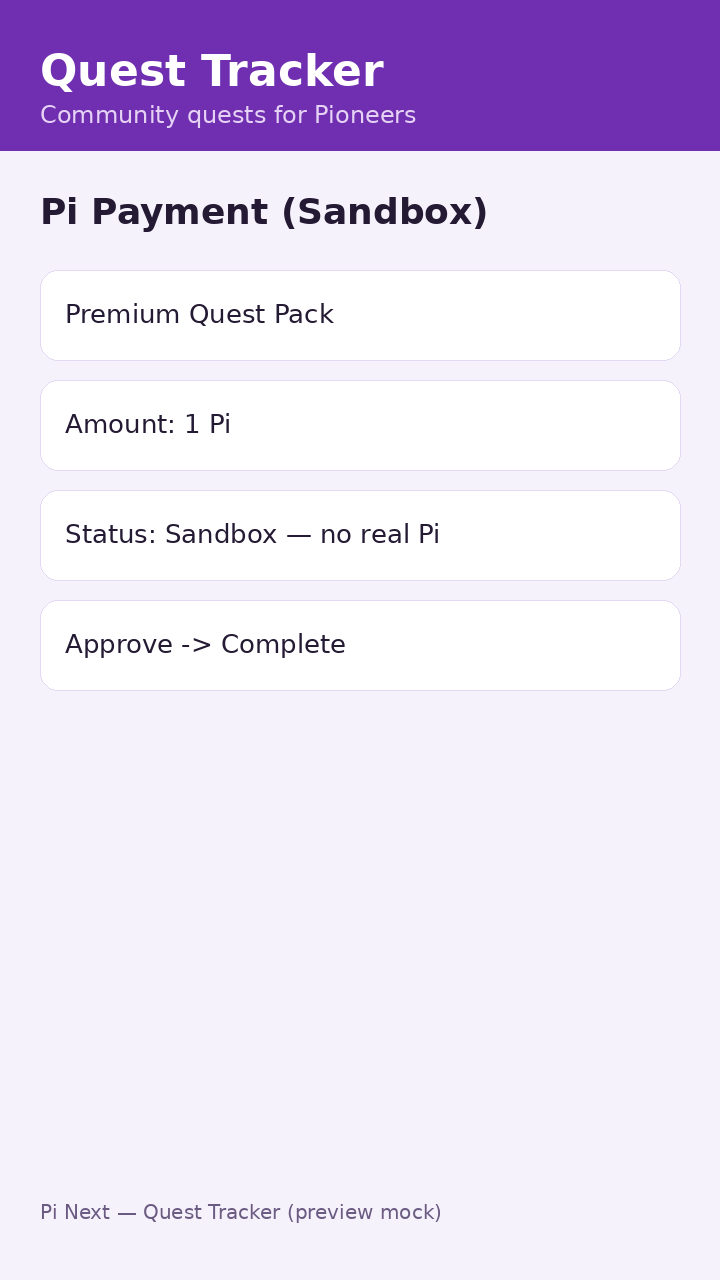 Quest Tracker
Community quests for Pioneers
Pi Payment (Sandbox)
Premium Quest Pack
Amount: 1 Pi
Status: Sandbox — no real Pi
Approve -> Complete
Pi Next — Quest Tracker (preview mock)